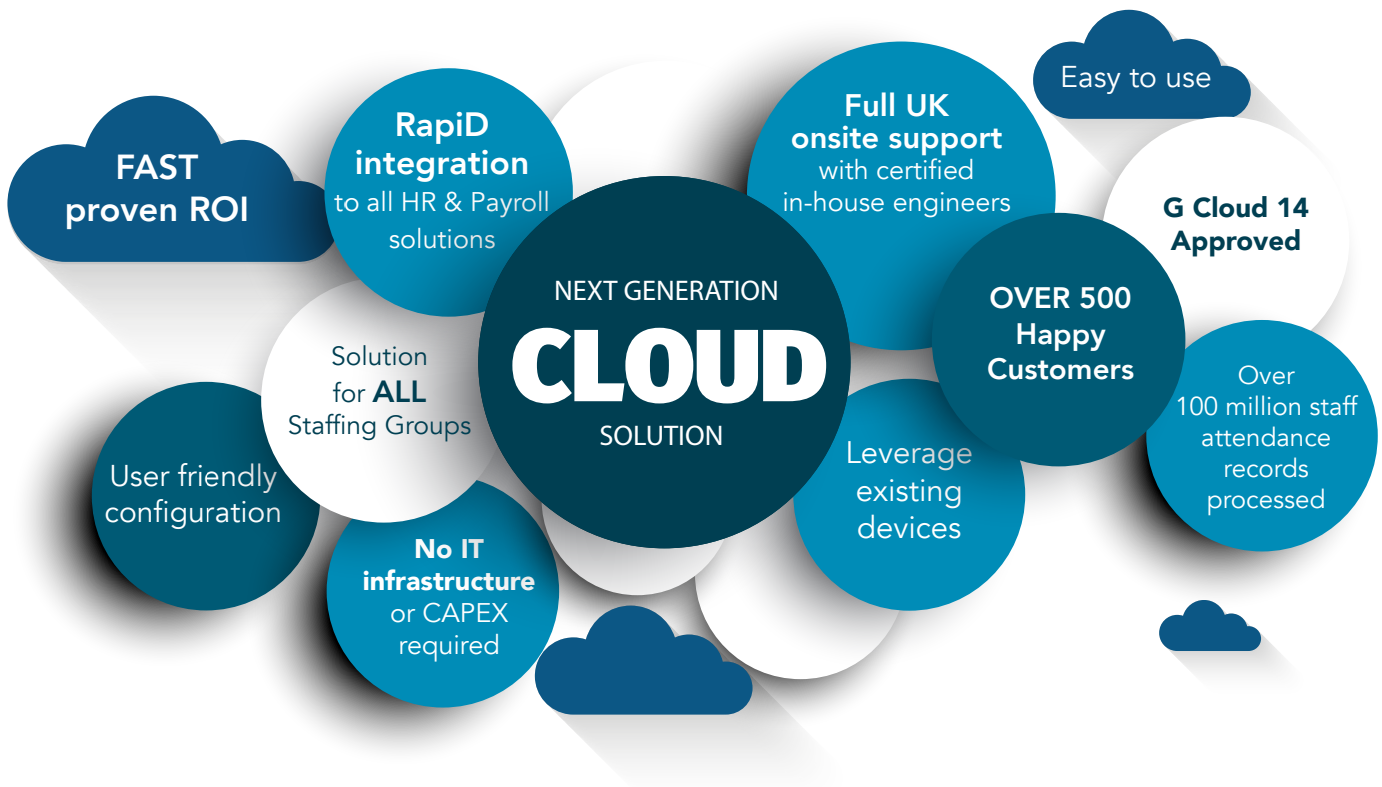 FAST
proven ROI
RapiD
integration
to all HR & Payroll
solutions
Full UK
onsite support
with certified
in-house engineers
Easy to use
G Cloud 14
Approved
NEXT GENERATION
CLOUD
SOLUTION
OVER 500
Happy
Customers
Solution
for ALL
Staffing Groups
Over
100 million staff
attendance
records
processed
User friendly
configuration
Leverage
existing
devices
No IT
infrastructure
or CAPEX
required